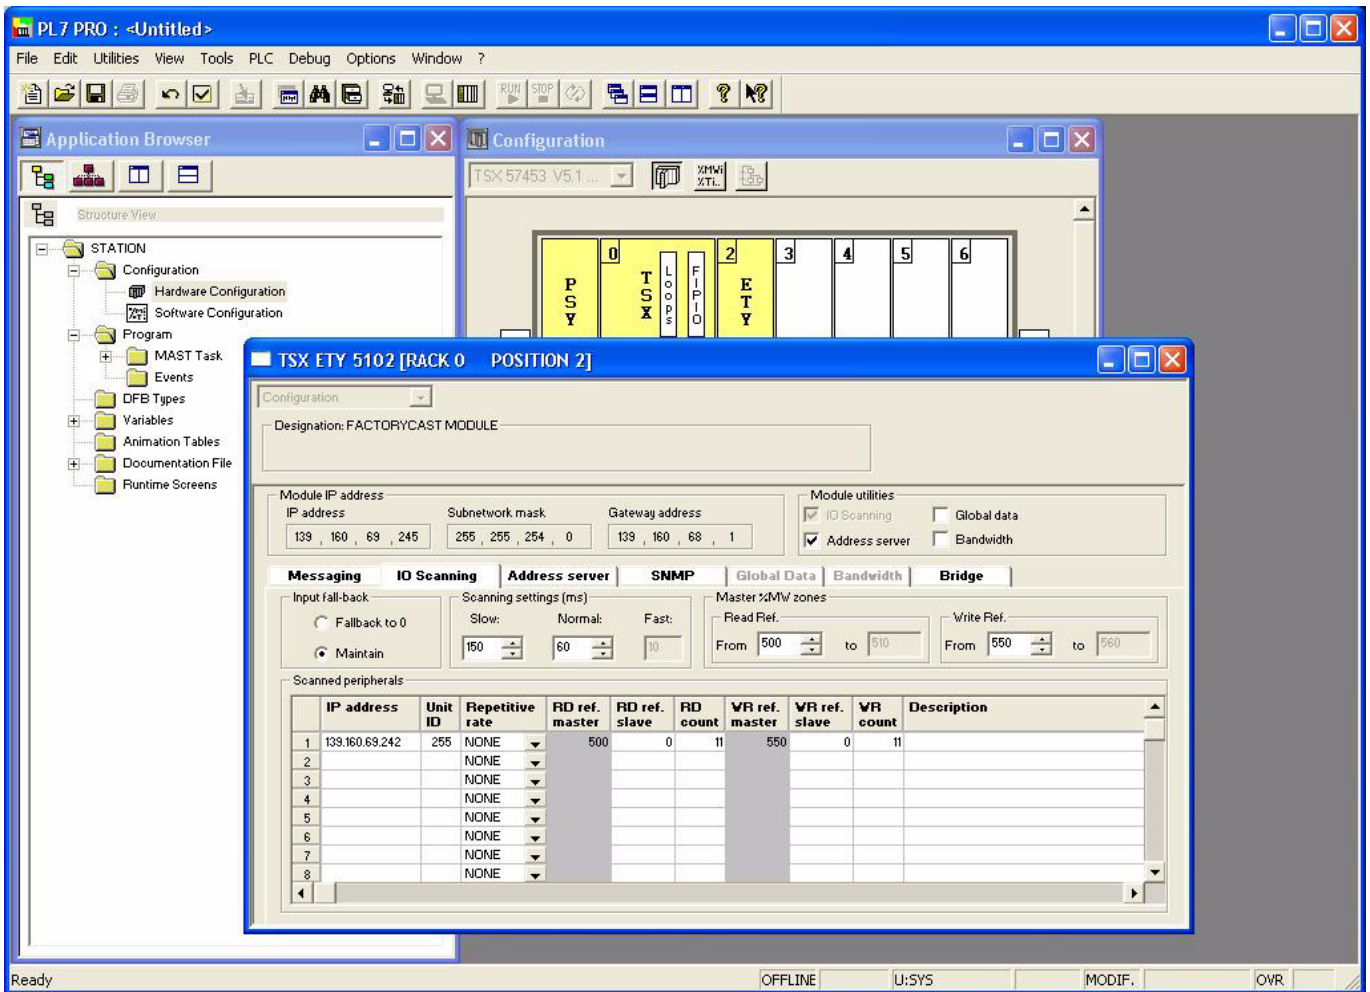 PL7 PRO : <Untitled>
File Edit Utilities View Tools PLC Debug Options Window ?
RUN STOP
Application Browser
Structure View
STATION
Configuration
Hardware Configuration
Software Configuration
Program
MAST Task
Events
DFB Types
Variables
Animation Tables
Documentation File
Runtime Screens
Configuration
TSX 57453 V5.1 ...
%MWi
%Ti..
0 2 3 4 5 6
PSY
TSX
Loops
FIPIO
ETY
TSX ETY 5102 [RACK 0 POSITION 2]
Configuration
Designation: FACTORYCAST MODULE
Module IP address
IP address Subnetwork mask Gateway address
139 , 160 , 69 , 245 255 , 255 , 254 , 0 139 , 160 , 68 , 1
Module utilities
IO Scanning Global data
Address server Bandwidth
Messaging IO Scanning Address server SNMP Global Data Bandwidth Bridge
Input fall-back
Fallback to 0
Maintain
Scanning settings (ms)
Slow: Normal: Fast:
150 60 10
Master %MW zones
Read Ref.
From 500 to 510
Write Ref.
From 550 to 560
Scanned peripherals
IP address Unit ID Repetitive rate RD ref. master RD ref. slave RD count WR ref. master WR ref. slave WR count Description
1 139.160.69.242 255 NONE 500 0 11 550 0 11
2 NONE
3 NONE
4 NONE
5 NONE
6 NONE
7 NONE
8 NONE
Ready OFFLINE U:SYS MODIF. OVR